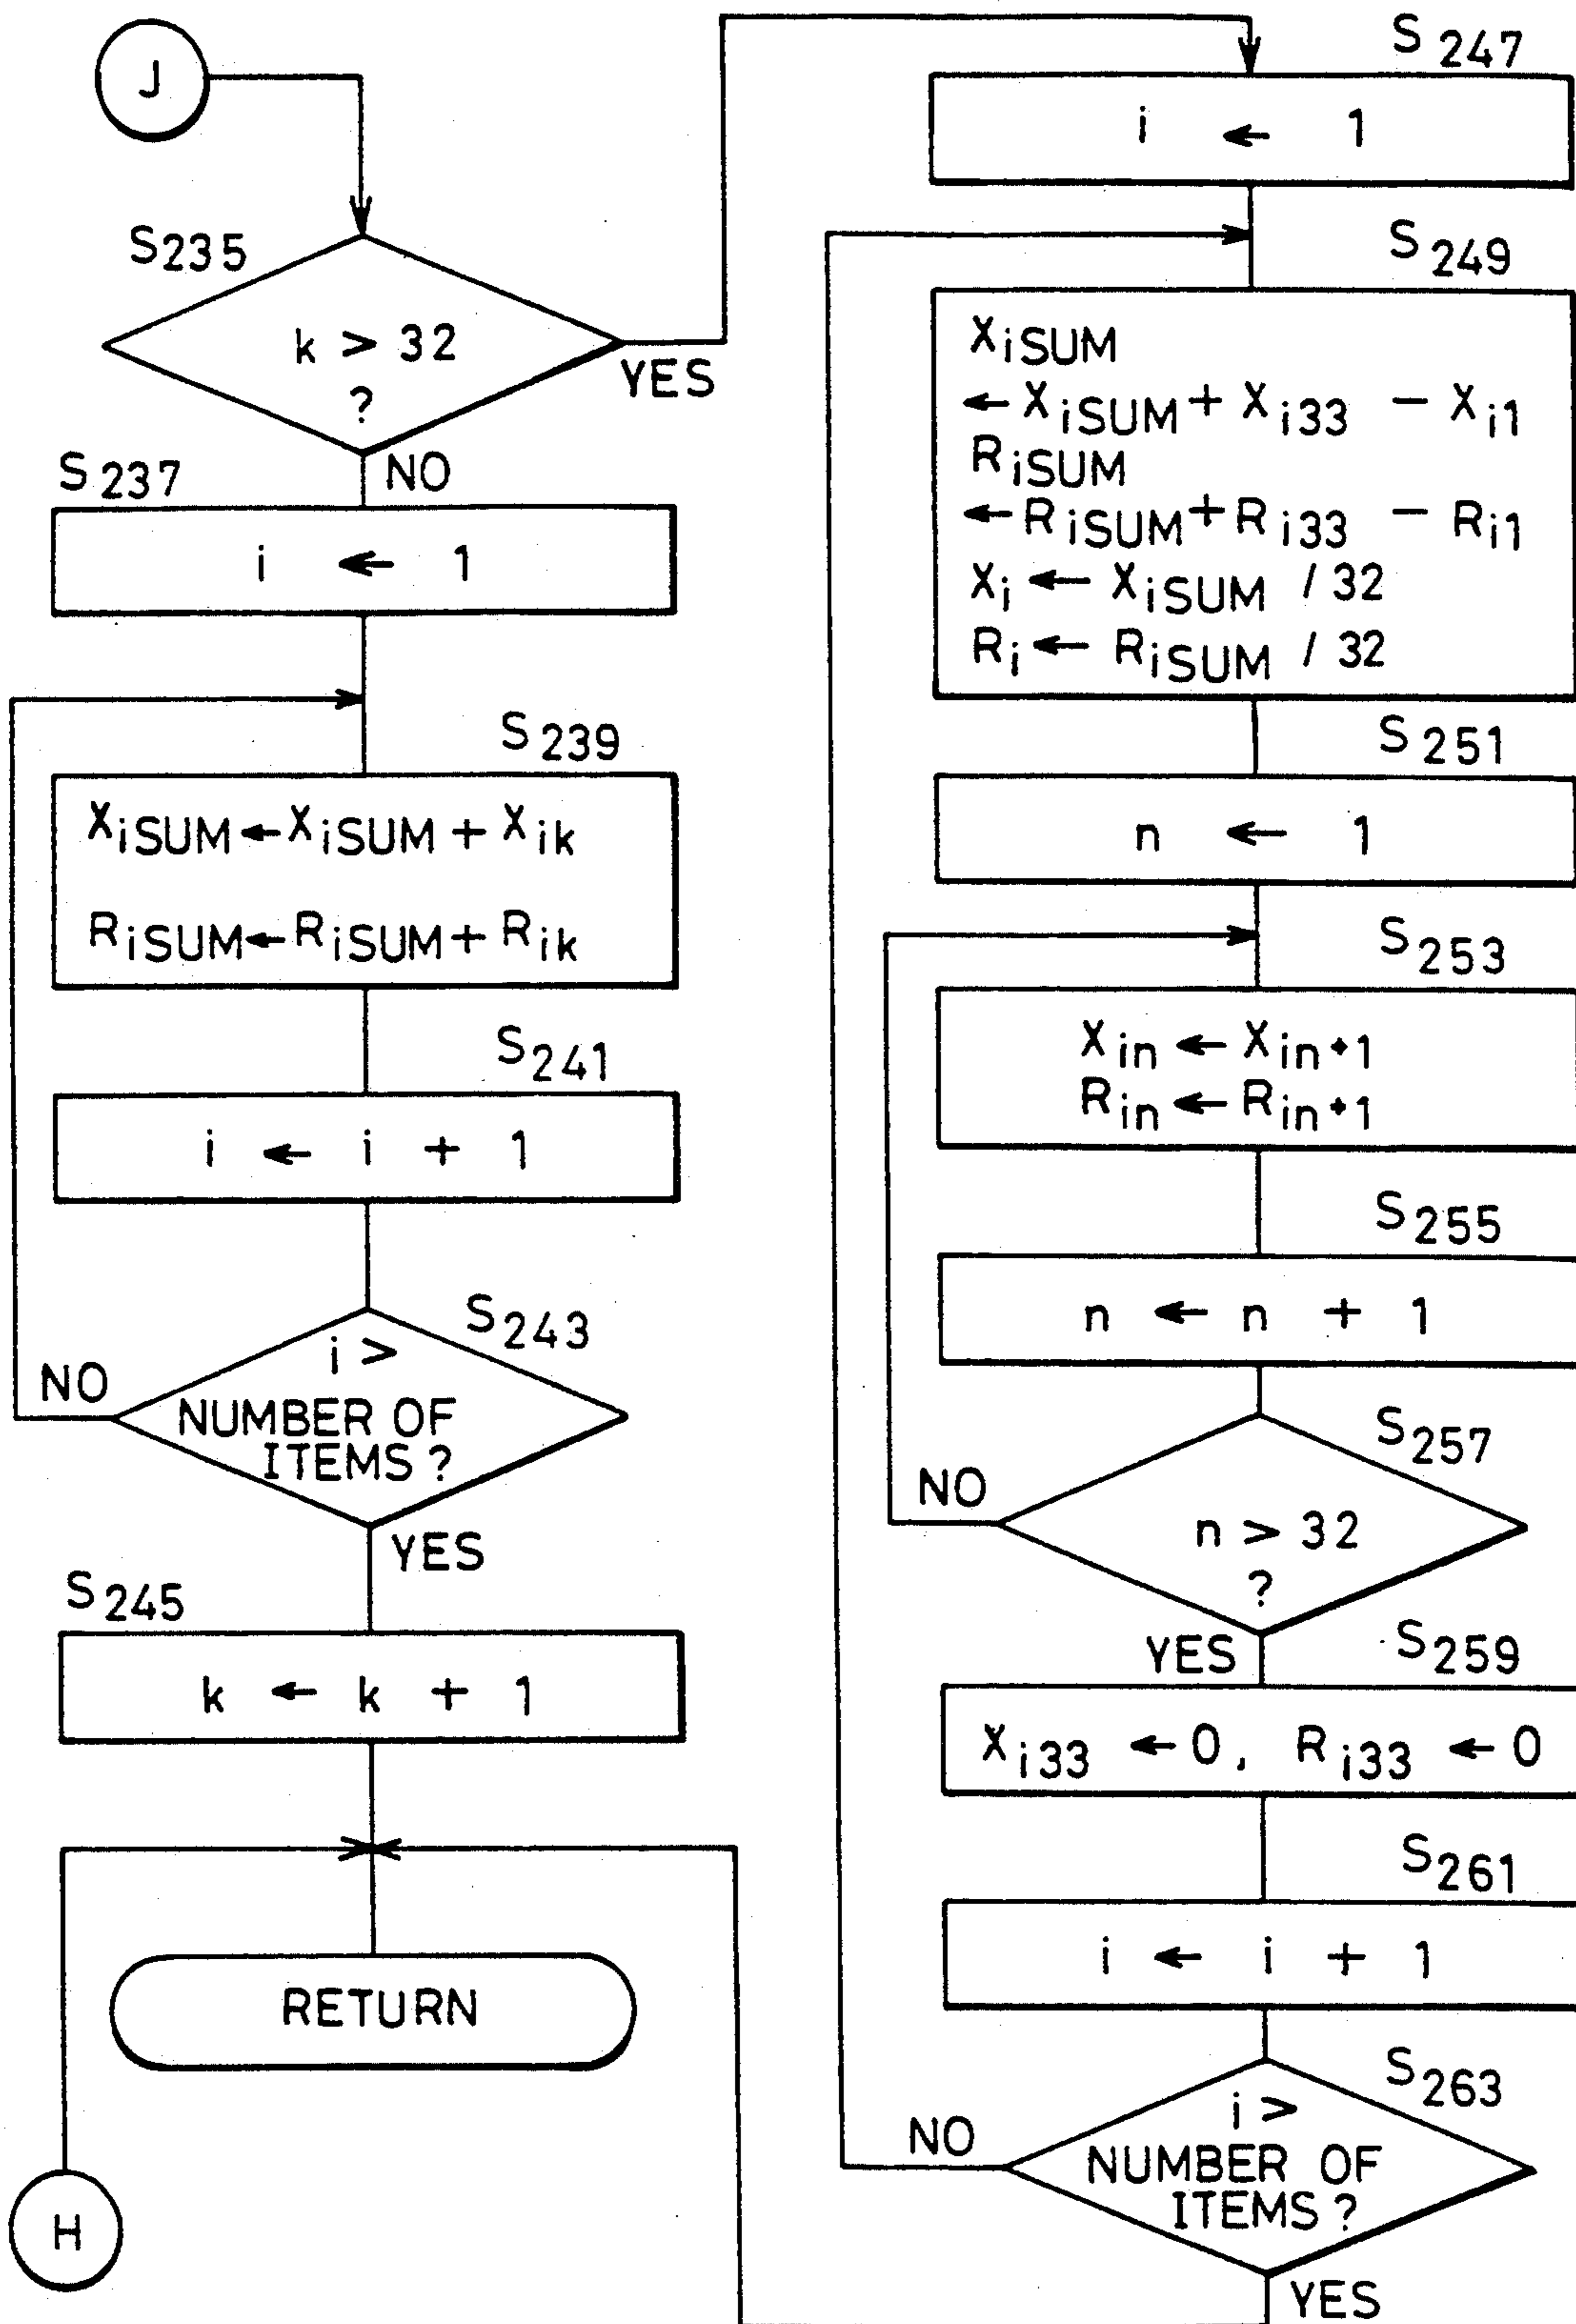 J
S235
k > 32
?
YES
NO
S237
i ← 1
S239
XiSUM ← XiSUM + Xik
RiSUM ← RiSUM + Rik
S241
i ← i + 1
S243
i >
NUMBER OF
ITEMS ?
NO
YES
S245
k ← k + 1
RETURN
H
S247
i ← 1
S249
XiSUM
← XiSUM + Xi33 − Xi1
RiSUM
← RiSUM + Ri33 − Ri1
Xi ← XiSUM / 32
Ri ← RiSUM / 32
S251
n ← 1
S253
Xin ← Xin+1
Rin ← Rin+1
S255
n ← n + 1
S257
NO
n > 32
?
YES
S259
Xi33 ← 0, Ri33 ← 0
S261
i ← i + 1
S263
i >
NUMBER OF
ITEMS ?
NO
YES